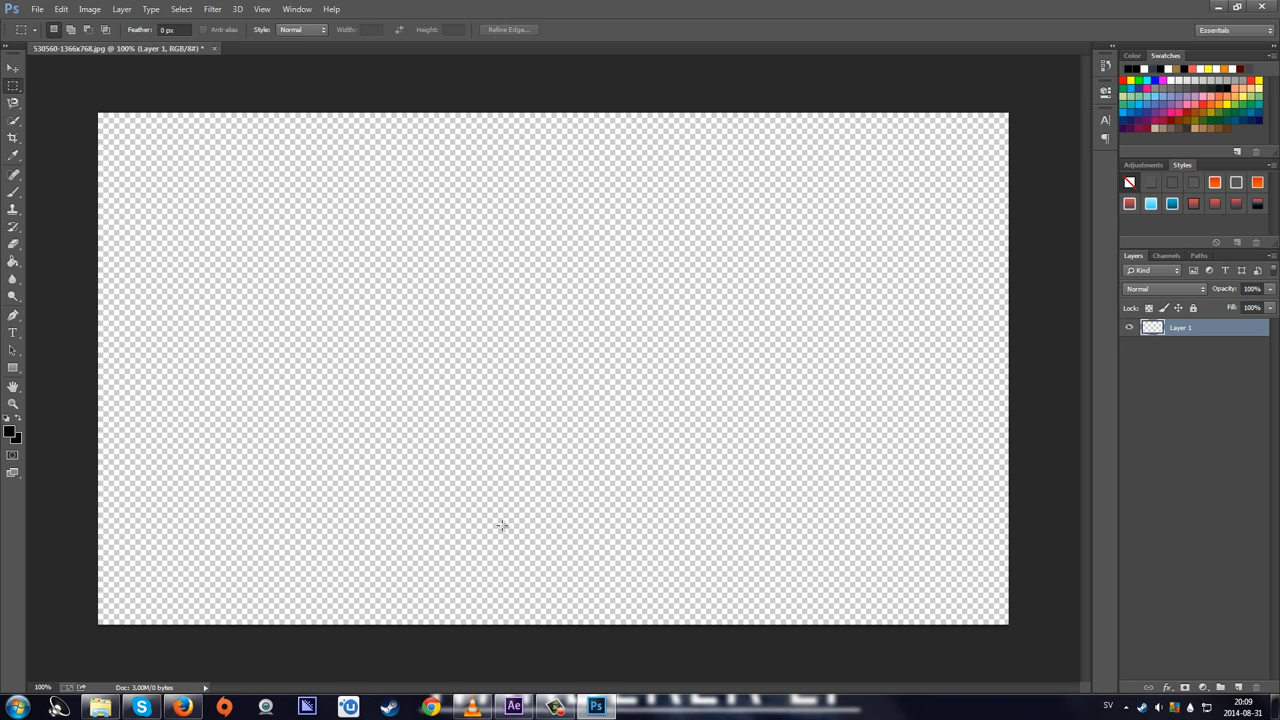 Ps File Edit Image Layer Type Select Filter 3D View Window Help
Feather: 0 px Anti-alias Style: Normal Width: Height: Refine Edge... Essentials
530560-1366x768.jpg @ 100% (Layer 1, RGB/8#) * ×
Color Swatches
Adjustments Styles
Layers Channels Paths
Kind
Normal Opacity: 100%
Lock: Fill: 100%
Layer 1
100% Doc: 3,00M/0 bytes
Ae Ps SV 20:09
2014-08-31